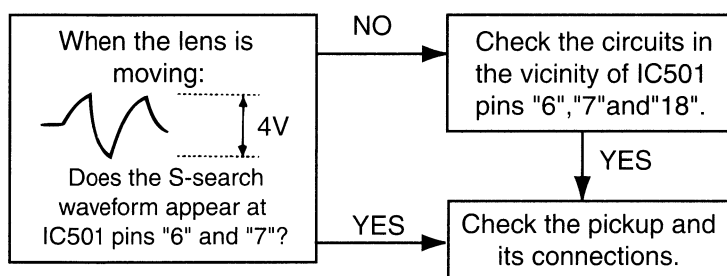 When the lens is
moving:
4V
Does the S-search
waveform appear at
IC501 pins "6" and "7"?
NO
Check the circuits in
the vicinity of IC501
pins "6","7"and"18".
YES
YES
Check the pickup and
its connections.